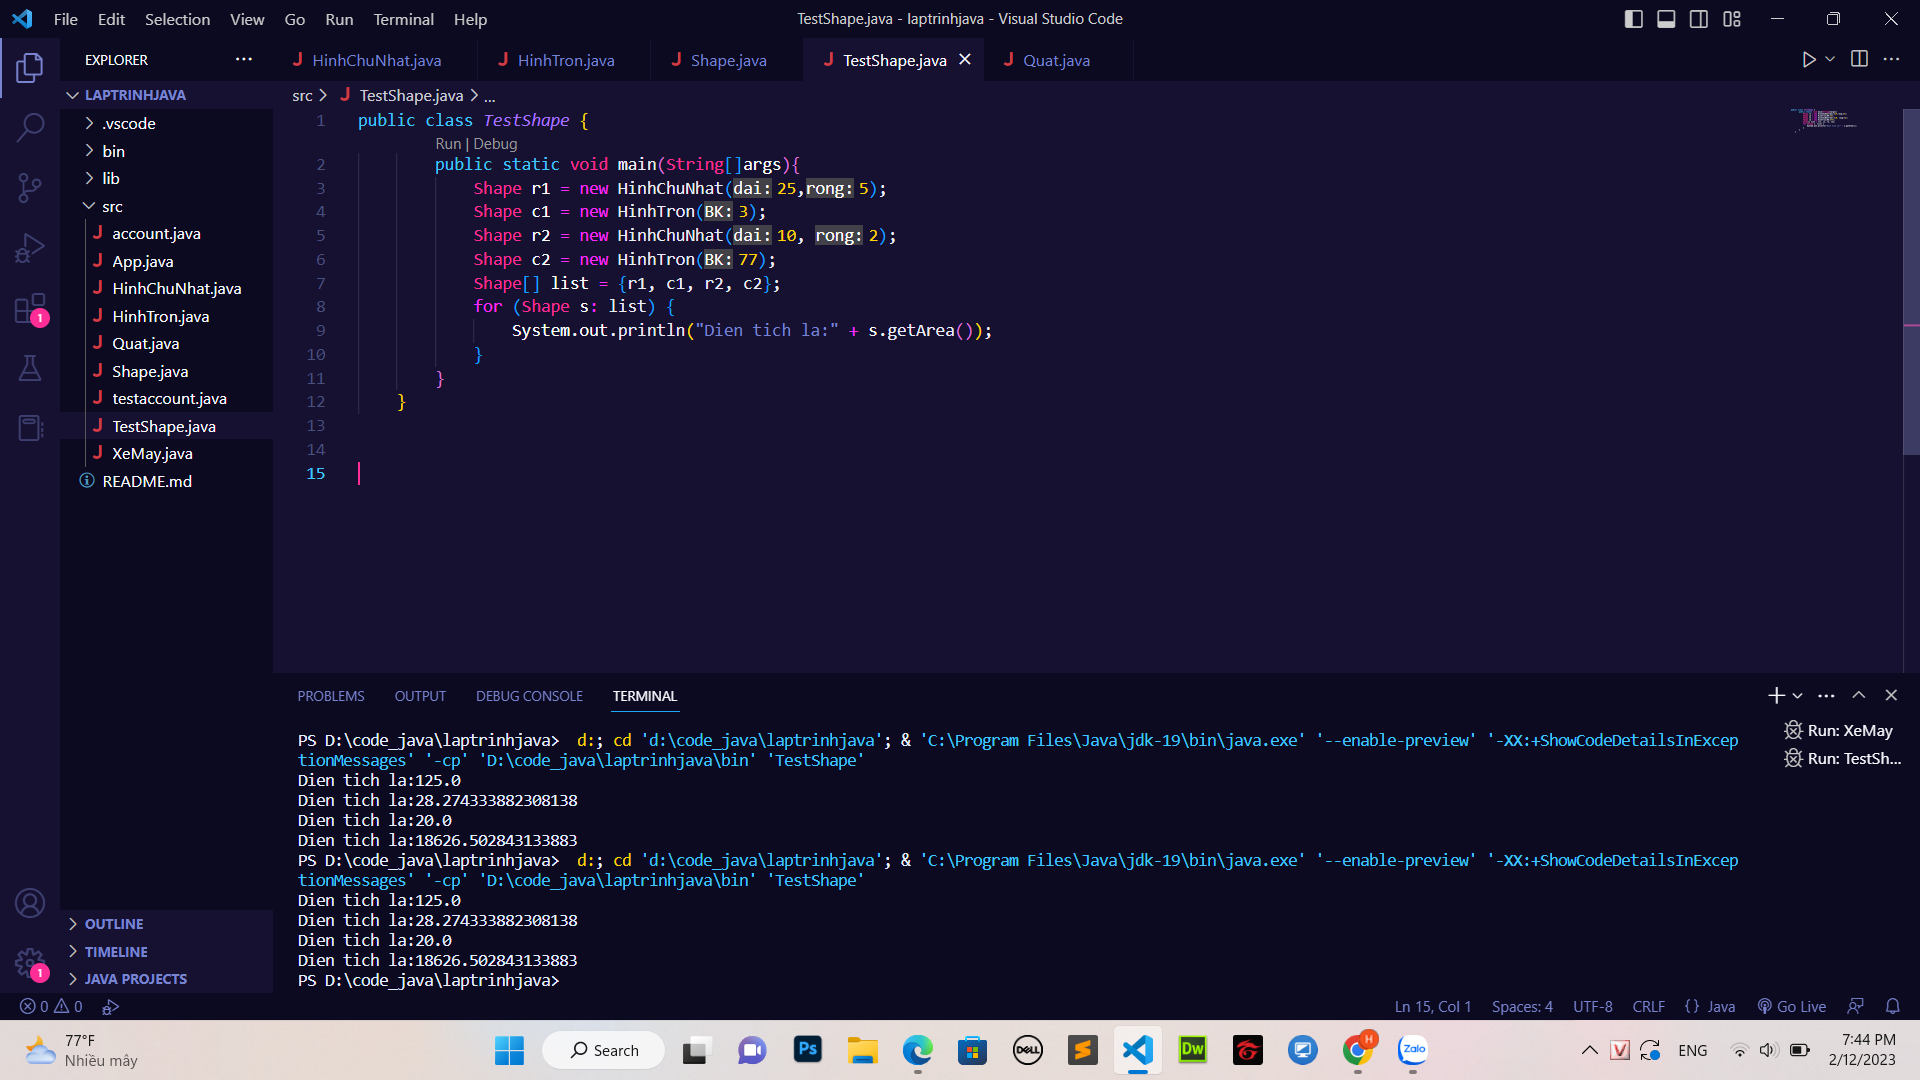 File Edit Selection View Go Run Terminal Help
TestShape.java - laptrinhjava - Visual Studio Code
EXPLORER ...
HinhChuNhat.java HinhTron.java Shape.java TestShape.java Quat.java
LAPTRINHJAVA
.vscode
bin
lib
src
account.java
App.java
HinhChuNhat.java
HinhTron.java
Quat.java
Shape.java
testaccount.java
TestShape.java
XeMay.java
README.md
OUTLINE
TIMELINE
JAVA PROJECTS
1
1
src > TestShape.java > ...
1 public class TestShape {
Run | Debug
2 public static void main(String[]args){
3 Shape r1 = new HinhChuNhat(dai: 25,rong: 5);
4 Shape c1 = new HinhTron(BK: 3);
5 Shape r2 = new HinhChuNhat(dai: 10, rong: 2);
6 Shape c2 = new HinhTron(BK: 77);
7 Shape[] list = {r1, c1, r2, c2};
8 for (Shape s: list) {
9 System.out.println("Dien tich la:" + s.getArea());
10 }
11 }
12 }
13
14
15
PROBLEMS OUTPUT DEBUG CONSOLE TERMINAL
PS D:\code_java\laptrinhjava> d:; cd 'd:\code_java\laptrinhjava'; & 'C:\Program Files\Java\jdk-19\bin\java.exe' '--enable-preview' '-XX:+ShowCodeDetailsInExcep
tionMessages' '-cp' 'D:\code_java\laptrinhjava\bin' 'TestShape'
Dien tich la:125.0
Dien tich la:28.274333882308138
Dien tich la:20.0
Dien tich la:18626.502843133883
PS D:\code_java\laptrinhjava> d:; cd 'd:\code_java\laptrinhjava'; & 'C:\Program Files\Java\jdk-19\bin\java.exe' '--enable-preview' '-XX:+ShowCodeDetailsInExcep
tionMessages' '-cp' 'D:\code_java\laptrinhjava\bin' 'TestShape'
Dien tich la:125.0
Dien tich la:28.274333882308138
Dien tich la:20.0
Dien tich la:18626.502843133883
PS D:\code_java\laptrinhjava>
Run: XeMay
Run: TestSh...
0 0
Ln 15, Col 1 Spaces: 4 UTF-8 CRLF {} Java Go Live
77°F
Nhiều mây
Search
Ps
DELL
Dw
H
Zalo
V
ENG
7:44 PM
2/12/2023